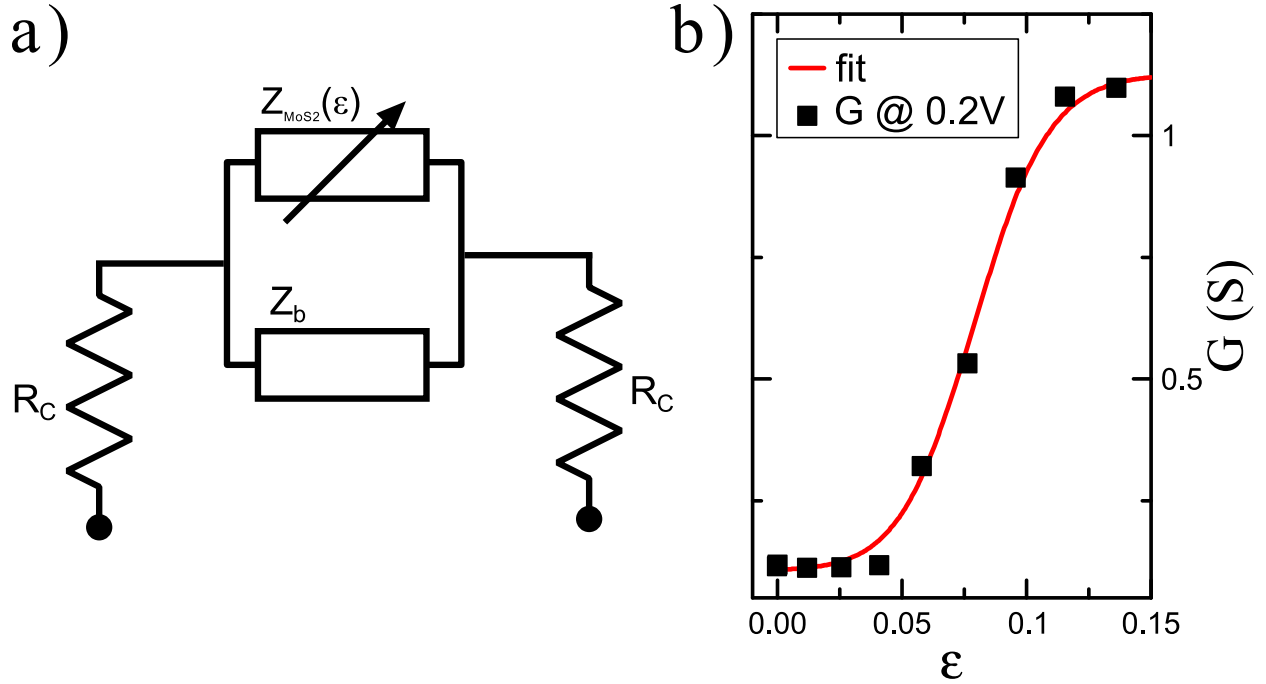 a)
Z_MoS2(ε)
Z_b
R_C
R_C
b)
fit
G @ 0.2V
1
0.5
G (S)
0.00
0.05
0.1
0.15
ε